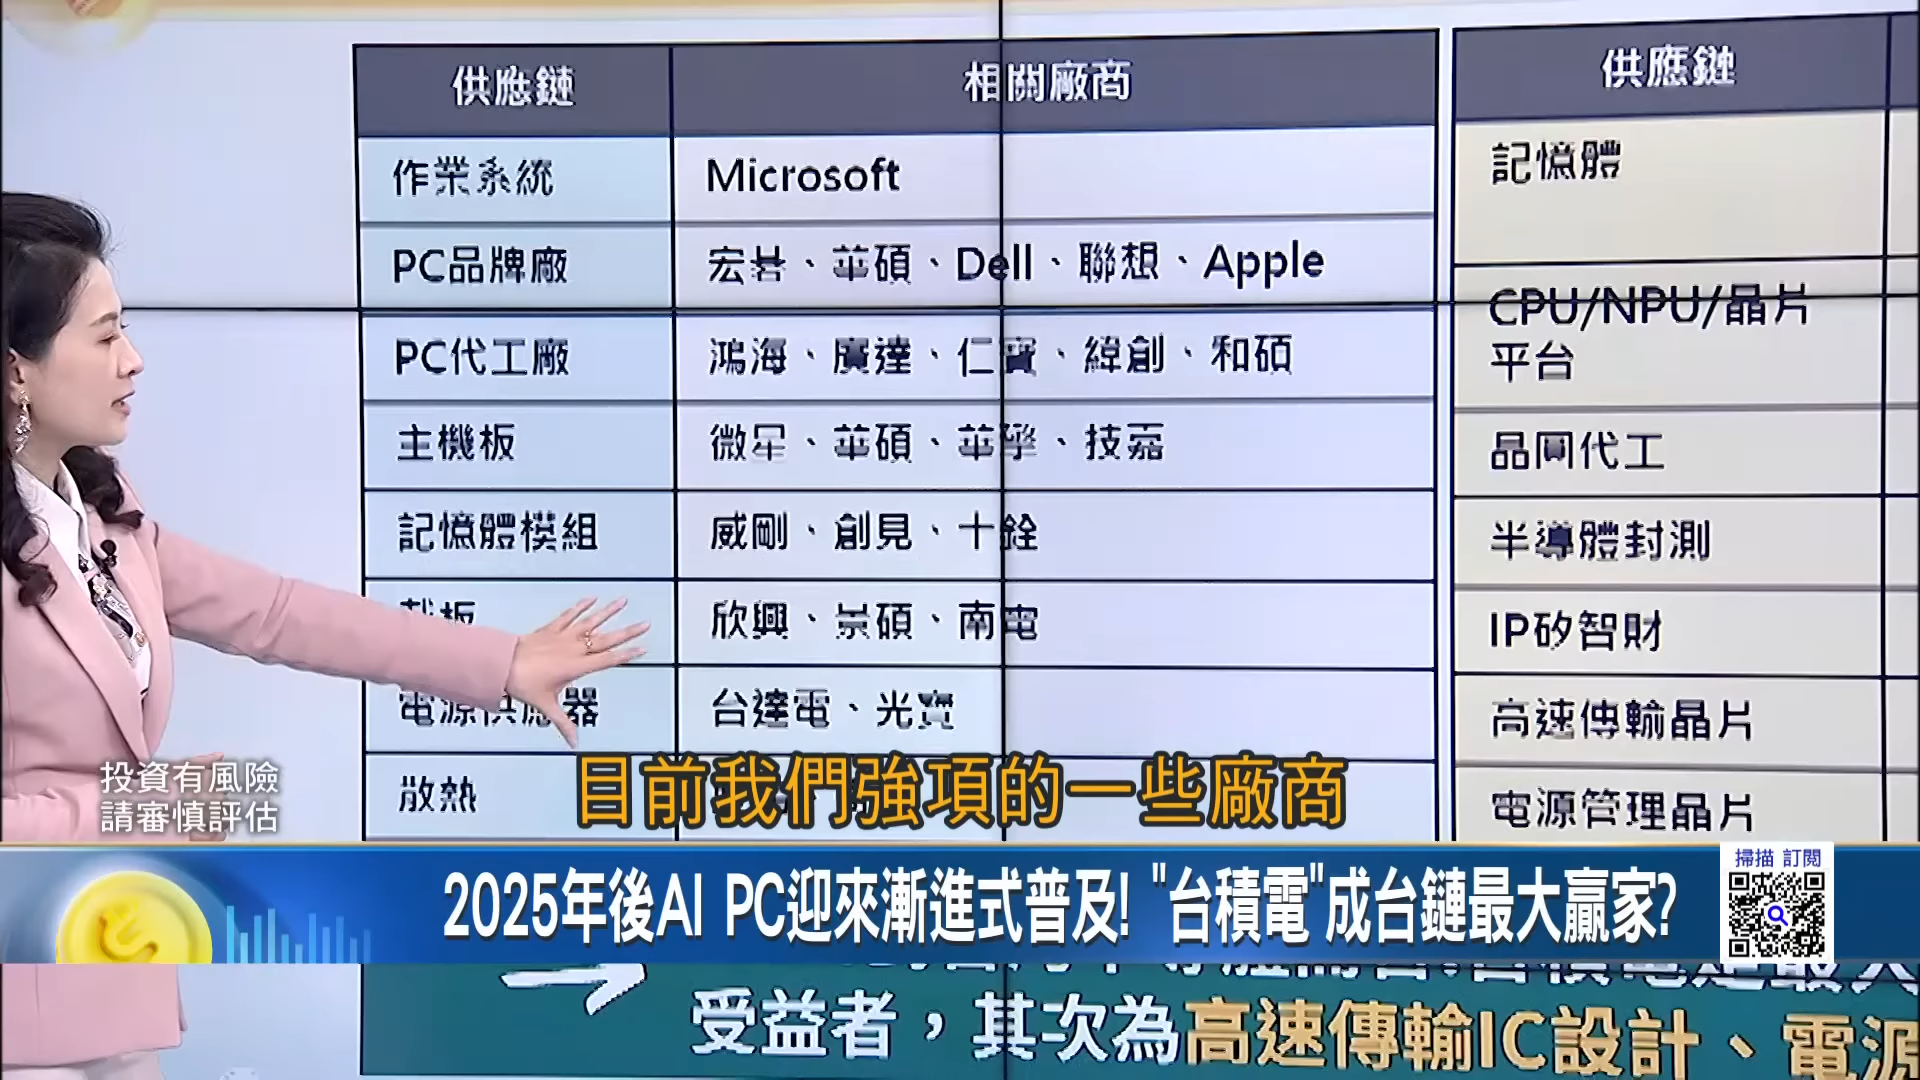 供應鏈 相關廠商
作業系統 Microsoft
PC品牌廠 宏碁、華碩、Dell、聯想、Apple
PC代工廠 鴻海、廣達、仁寶、緯創、和碩
主機板 微星、華碩、華擎、技嘉
記憶體模組 威剛、創見、十銓
載板 欣興、景碩、南電
電源供應器 台達電、光寶
散熱
供應鏈
記憶體
CPU/NPU/晶片
平台
晶圓代工
半導體封測
IP矽智財
高速傳輸晶片
電源管理晶片
目前我們強項的一些廠商
投資有風險
請審慎評估
2025年後AI PC迎來漸進式普及! "台積電"成台鏈最大贏家?
掃描 訂閱
受益者，其次為高速傳輸IC設計、電源